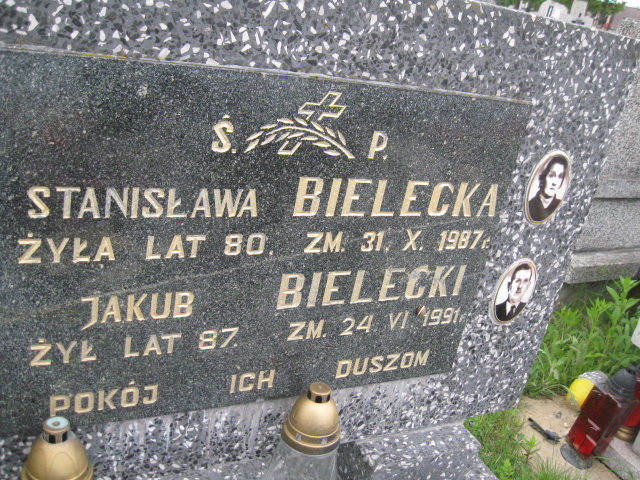 Ś. P.
STANISŁAWA BIELECKA
ŻYŁA LAT 80. ZM. 31. X. 1987 r.
JAKUB BIELECKI
ŻYŁ LAT 87 ZM. 24 VI 1991.
POKÓJ ICH DUSZOM